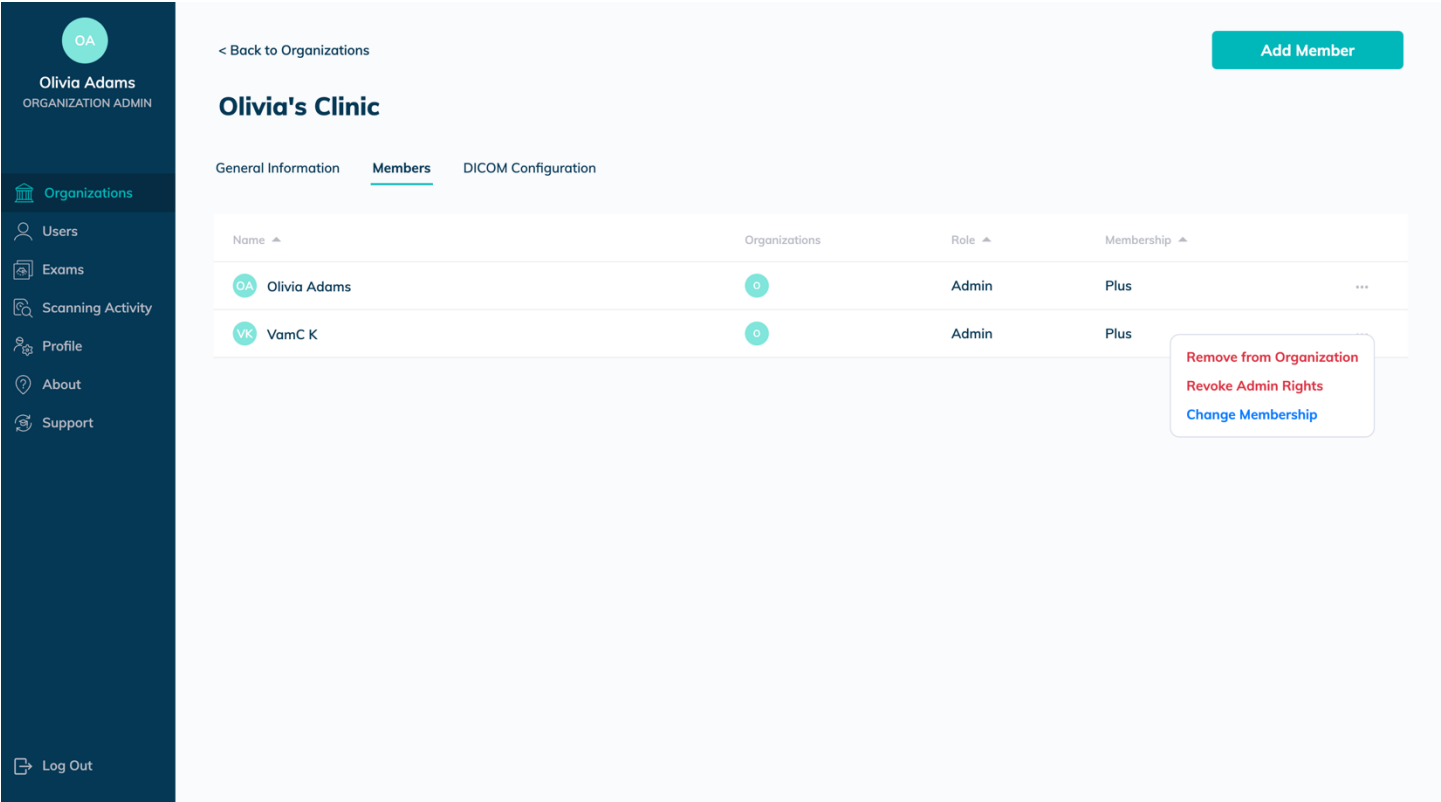 OA
Olivia Adams
ORGANIZATION ADMIN
Organizations
Users
Exams
Scanning Activity
Profile
About
Support
Log Out
< Back to Organizations
Add Member
Olivia's Clinic
General Information Members DICOM Configuration
Name Organizations Role Membership
OA Olivia Adams O Admin Plus ...
VK VamC K O Admin Plus ...
Remove from Organization
Revoke Admin Rights
Change Membership